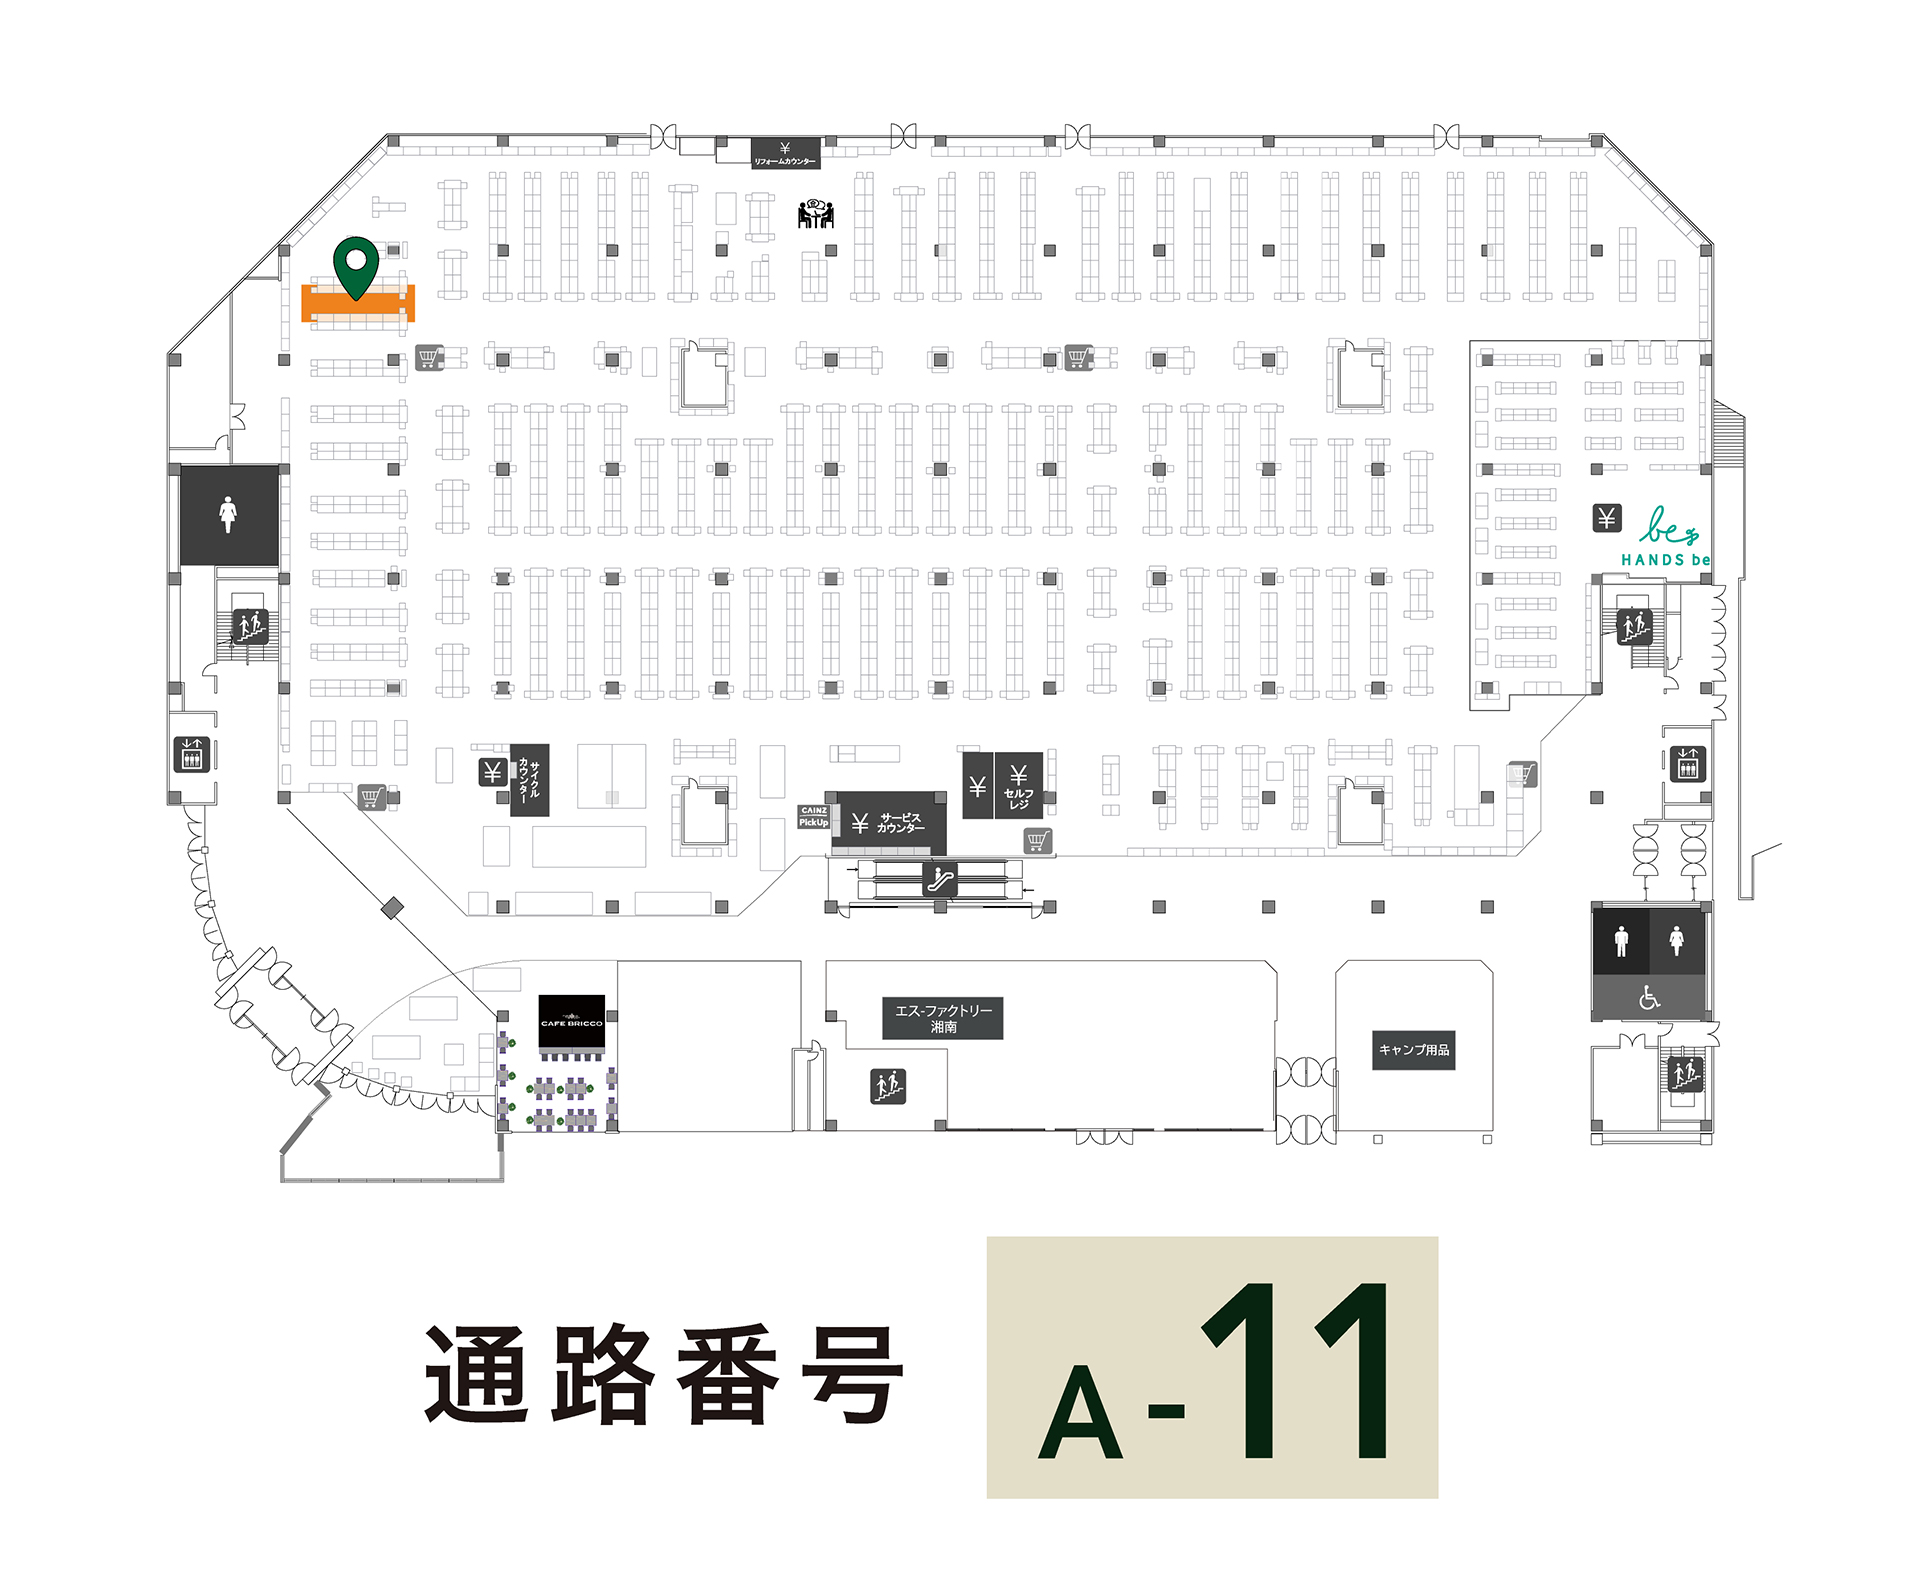 ¥
リフォームカウンター
¥
be
HANDS be
¥
サイクル
カウンター
CAINZ
PickUp
¥ サービス
カウンター
¥
¥
セルフ
レジ
CAFE BRICCO
エス-ファクトリー
湘南
キャンプ用品
通路番号
A-11